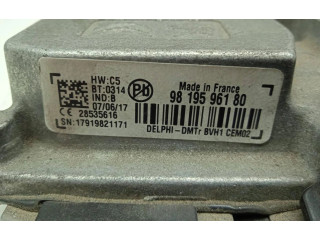 HW:C5
BT:0314
IND:B
07/06/17
CE 28535616
SN:17919821171
Made in France
98 195 961 80
DELPHI-DMTr BVH1 CEM02